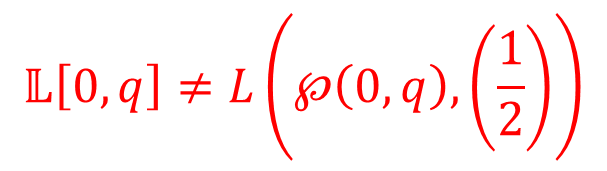 𝕃[0, q] ≠ L(℘(0, q), (1/2))